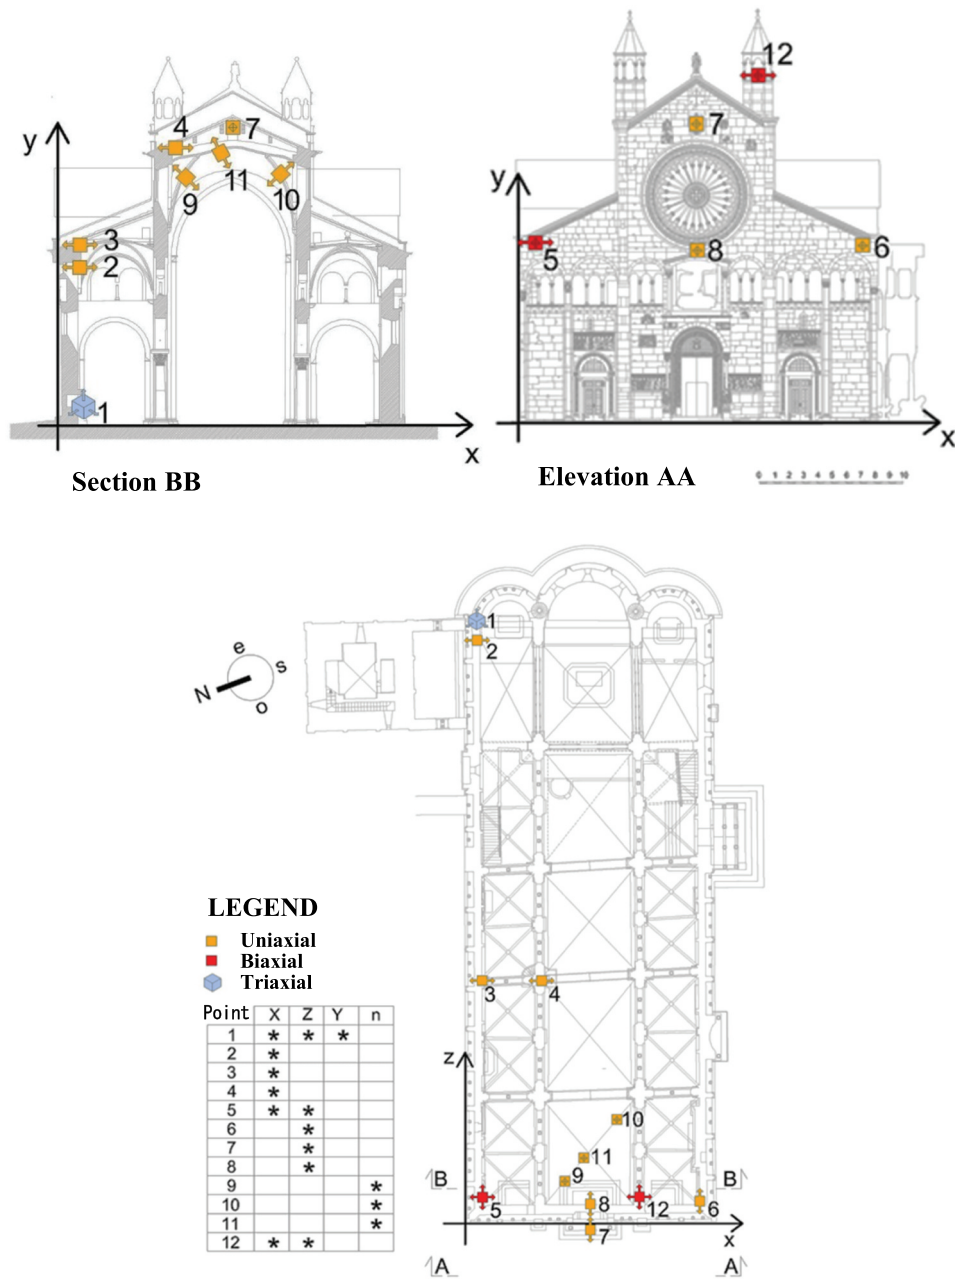 12
4
7
7
y
11
y
9
10
3
5
8
6
2
1
x
x
Section BB
Elevation AA
0 1 2 3 4 5 6 7 8 9 10
1
2
e
s
N
o
LEGEND
Uniaxial
Biaxial
Triaxial
3
4
Point X Z Y n
1 * * *
2 *
3 *
4 *
5 * *
6 *
7 *
8 *
9 *
10 *
11 *
12 * *
z
10
11
9
B
B
5
8
12
6
7
x
A
A